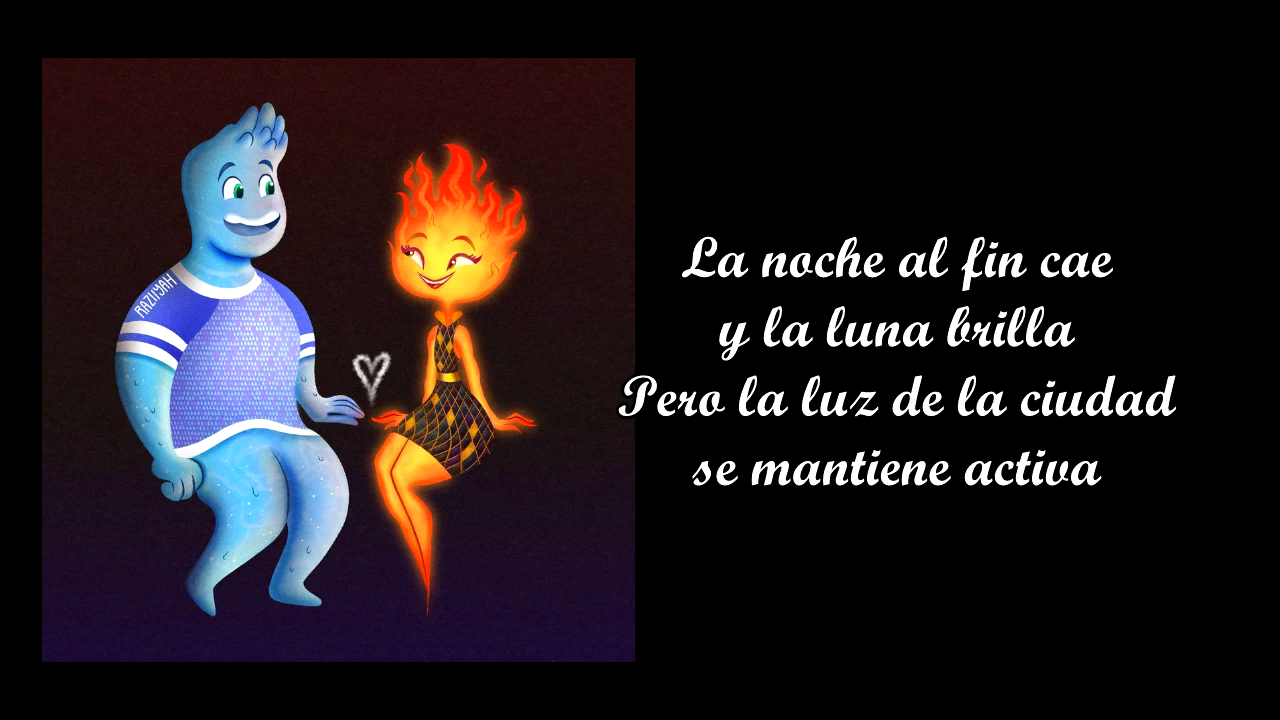 RAZIYAH
La noche al fin cae
y la luna brilla
Pero la luz de la ciudad
se mantiene activa